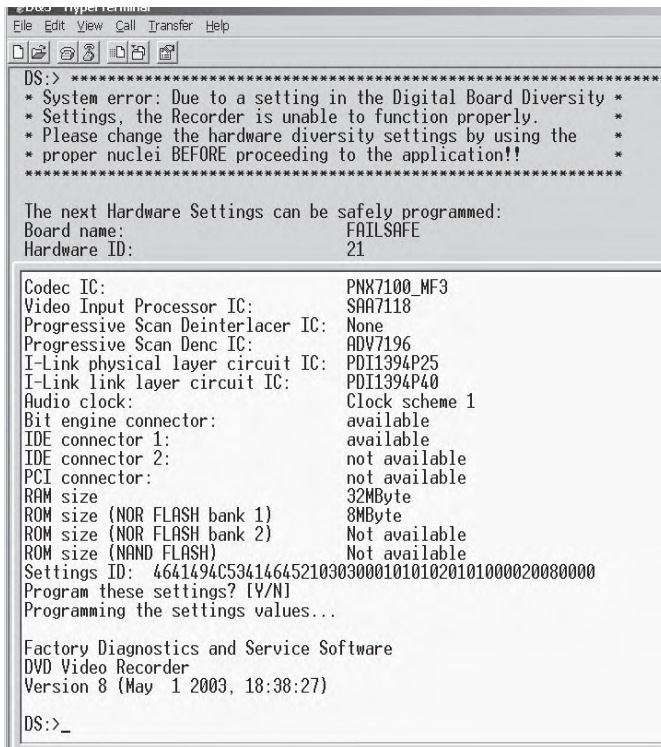 File Edit View Call Transfer Help
DS:> ****************************************************************
* System error: Due to a setting in the Digital Board Diversity *
* Settings, the Recorder is unable to function properly. *
* Please change the hardware diversity settings by using the *
* proper nuclei BEFORE proceeding to the application!! *
*****************************************************************
The next Hardware Settings can be safely programmed:
Board name: FAILSAFE
Hardware ID: 21
Codec IC: PNX7100_MF3
Video Input Processor IC: SAA7118
Progressive Scan Deinterlacer IC: None
Progressive Scan Denc IC: ADV7196
I-Link physical layer circuit IC: PDI1394P25
I-Link link layer circuit IC: PDI1394P40
Audio clock: Clock scheme 1
Bit engine connector: available
IDE connector 1: available
IDE connector 2: not available
PCI connector: not available
RAM size 32MByte
ROM size (NOR FLASH bank 1) 8MByte
ROM size (NOR FLASH bank 2) Not available
ROM size (NAND FLASH) Not available
Settings ID: 4641494C5341464521030300010101020101000020080000
Program these settings? [Y/N]
Programming the settings values...
Factory Diagnostics and Service Software
DVD Video Recorder
Version 8 (May 1 2003, 18:38:27)
DS:>_